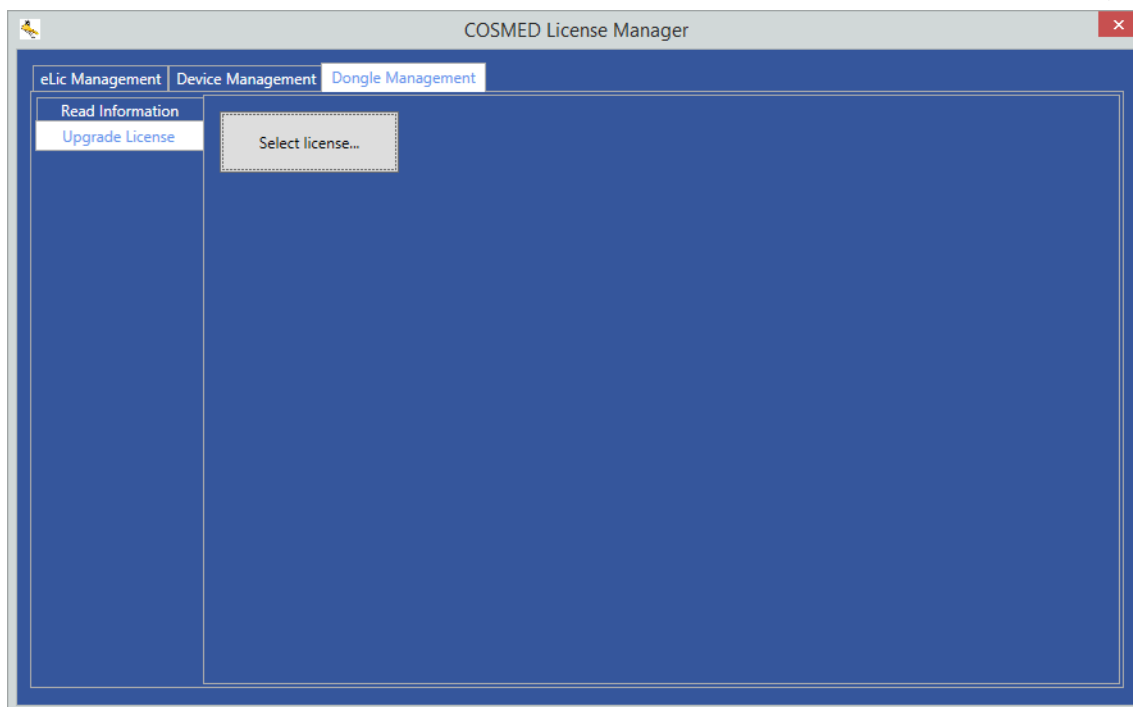 COSMED License Manager
eLic Management Device Management Dongle Management
Read Information
Upgrade License
Select license...